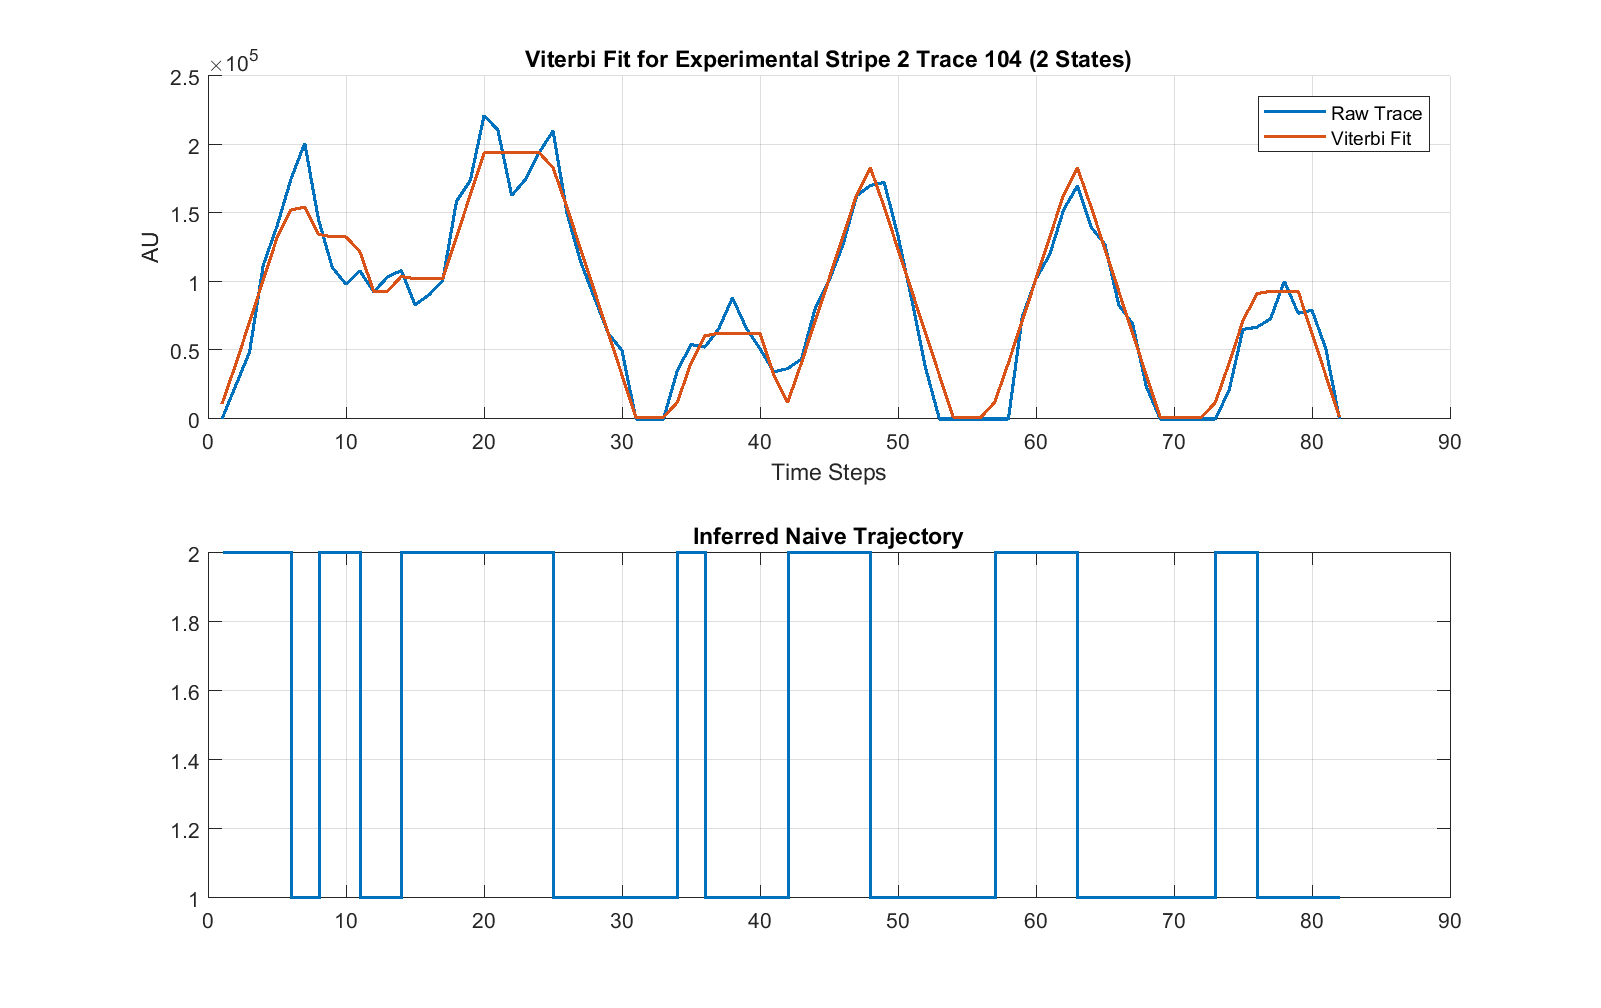 Viterbi Fit for Experimental Stripe 2 Trace 104 (2 States)
×10⁵
2.5
2
1.5
1
0.5
0
AU
Raw Trace
Viterbi Fit
0 10 20 30 40 50 60 70 80 90
Time Steps
Inferred Naive Trajectory
2
1.8
1.6
1.4
1.2
1
0 10 20 30 40 50 60 70 80 90